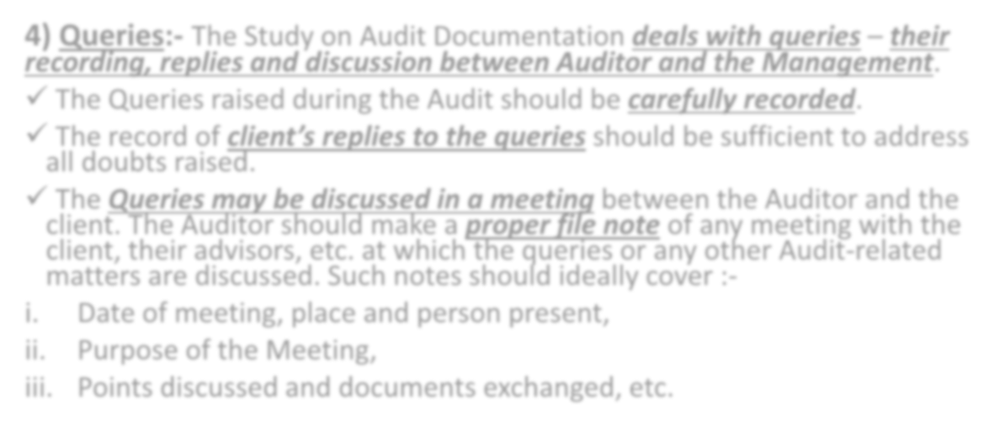 4) Queries:- The Study on Audit Documentation deals with queries – their
recording, replies and discussion between Auditor and the Management.
✓ The Queries raised during the Audit should be carefully recorded.
✓ The record of client's replies to the queries should be sufficient to address
all doubts raised.
✓ The Queries may be discussed in a meeting between the Auditor and the
client. The Auditor should make a proper file note of any meeting with the
client, their advisors, etc. at which the queries or any other Audit-related
matters are discussed. Such notes should ideally cover :-
i. Date of meeting, place and person present,
ii. Purpose of the Meeting,
iii. Points discussed and documents exchanged, etc.